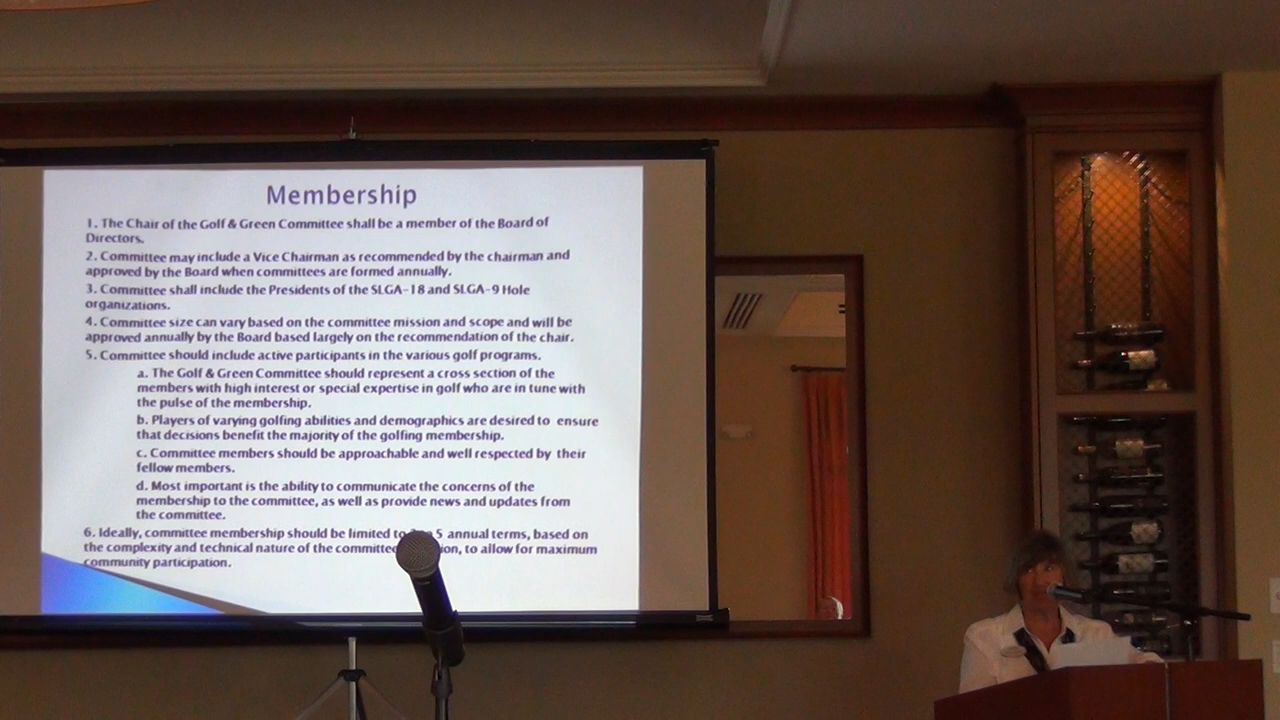 Membership
1. The Chair of the Golf & Green Committee shall be a member of the Board of
Directors.
2. Committee may include a Vice Chairman as recommended by the chairman and
approved by the Board when committees are formed annually.
3. Committee shall include the Presidents of the SLGA-18 and SLGA-9 Hole
organizations.
4. Committee size can vary based on the committee mission and scope and will be
approved annually by the Board based largely on the recommendation of the chair.
5. Committee should include active participants in the various golf programs.
a. The Golf & Green Committee should represent a cross section of the
members with high interest or special expertise in golf who are in tune with
the pulse of the membership.
b. Players of varying golfing abilities and demographics are desired to ensure
that decisions benefit the majority of the golfing membership.
c. Committee members should be approachable and well respected by their
fellow members.
d. Most important is the ability to communicate the concerns of the
membership to the committee, as well as provide news and updates from
the committee.
6. Ideally, committee membership should be limited to 5 annual terms, based on
the complexity and technical nature of the committee to allow for maximum
community participation.